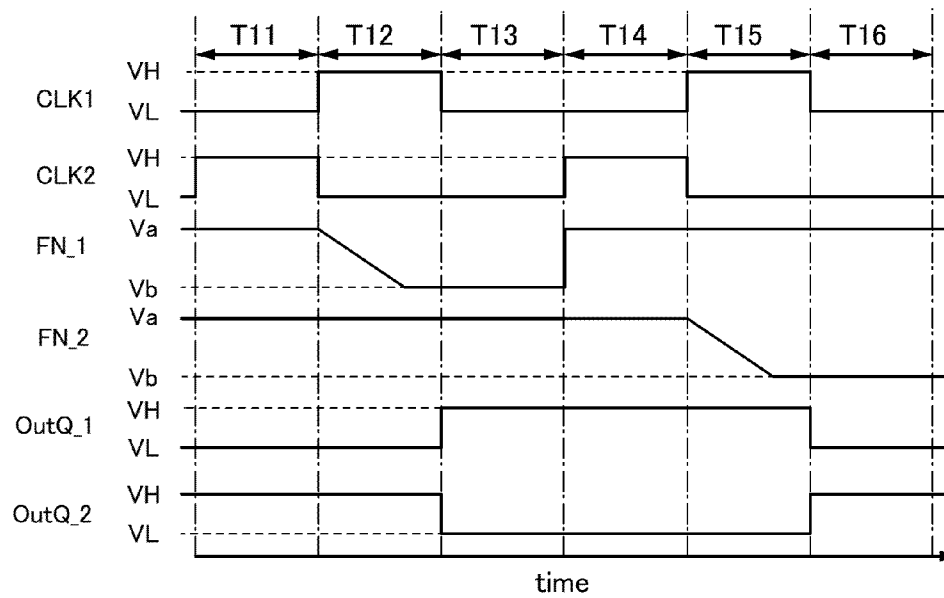 T11 T12 T13 T14 T15 T16
VH
CLK1
VL
VH
CLK2
VL
Va
FN_1
Vb
Va
FN_2
Vb
VH
OutQ_1
VL
VH
OutQ_2
VL
time